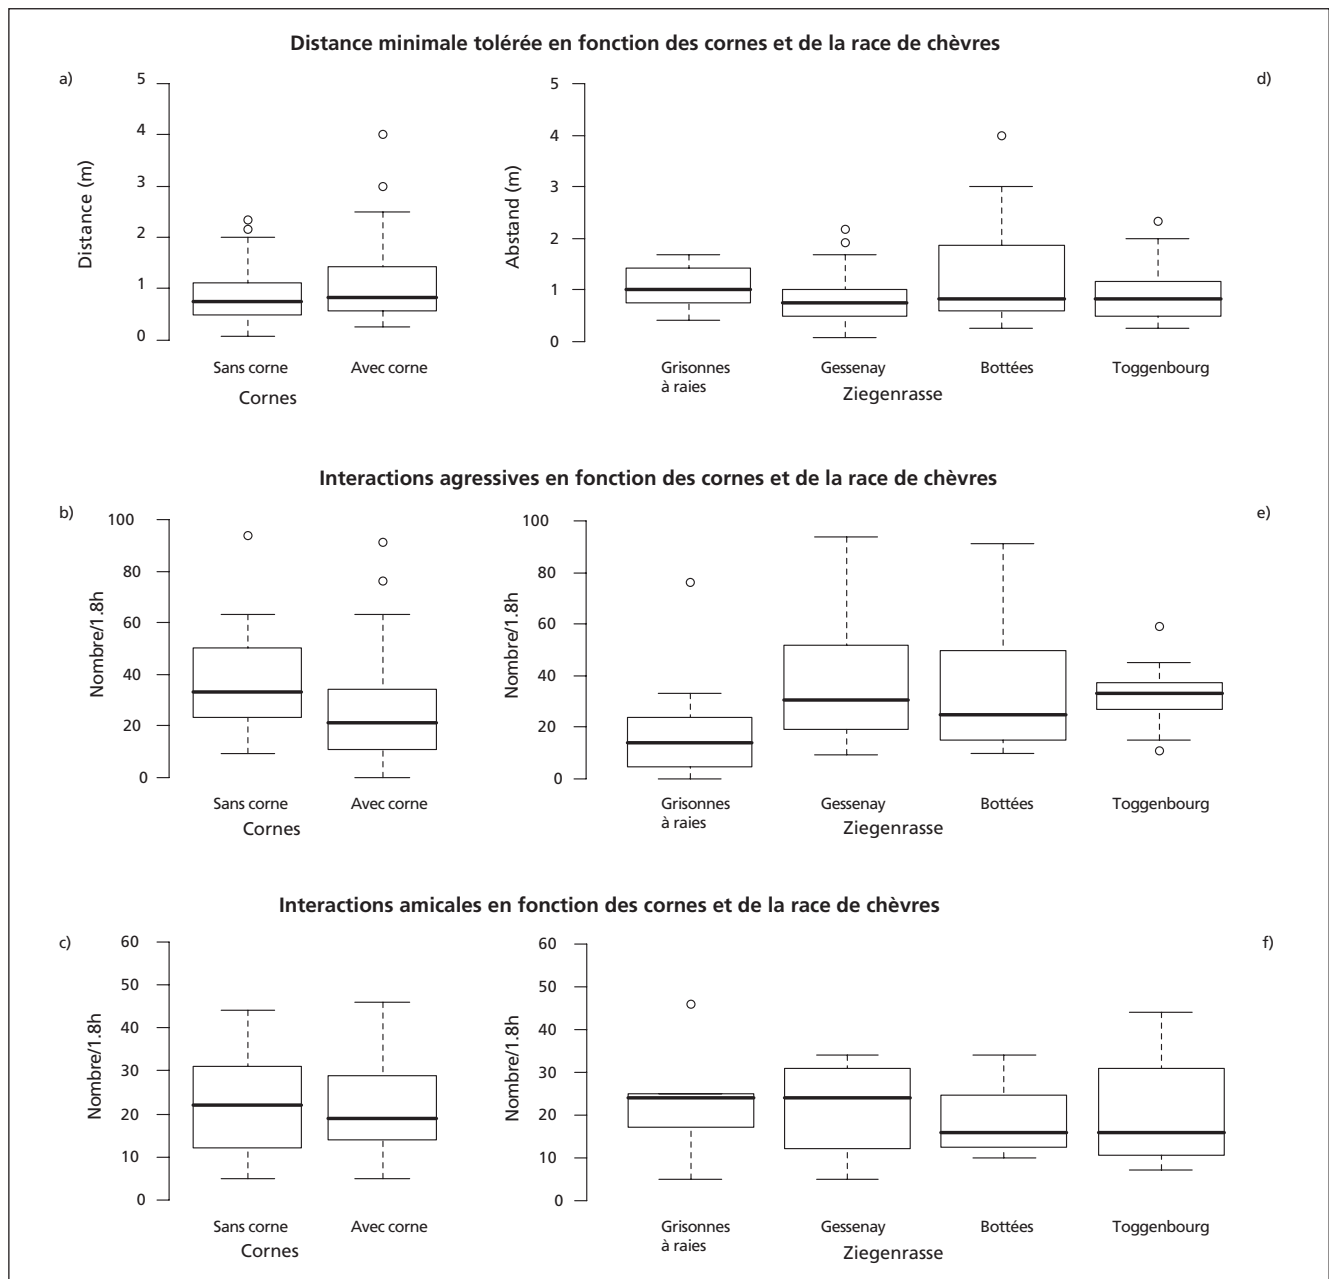 Distance minimale tolérée en fonction des cornes et de la race de chèvres
a)
5
4
3
2
1
0
Distance (m)
Sans corne Avec corne
Cornes
d)
5
4
3
2
1
0
Abstand (m)
Grisonnes à raies Gessenay Bottées Toggenbourg
Ziegenrasse
Interactions agressives en fonction des cornes et de la race de chèvres
b)
100
80
60
40
20
0
Nombre/1.8h
Sans corne Avec corne
Cornes
e)
100
80
60
40
20
0
Nombre/1.8h
Grisonnes à raies Gessenay Bottées Toggenbourg
Ziegenrasse
Interactions amicales en fonction des cornes et de la race de chèvres
c)
60
50
40
30
20
10
0
Nombre/1.8h
Sans corne Avec corne
Cornes
f)
60
50
40
30
20
10
0
Nombre/1.8h
Grisonnes à raies Gessenay Bottées Toggenbourg
Ziegenrasse